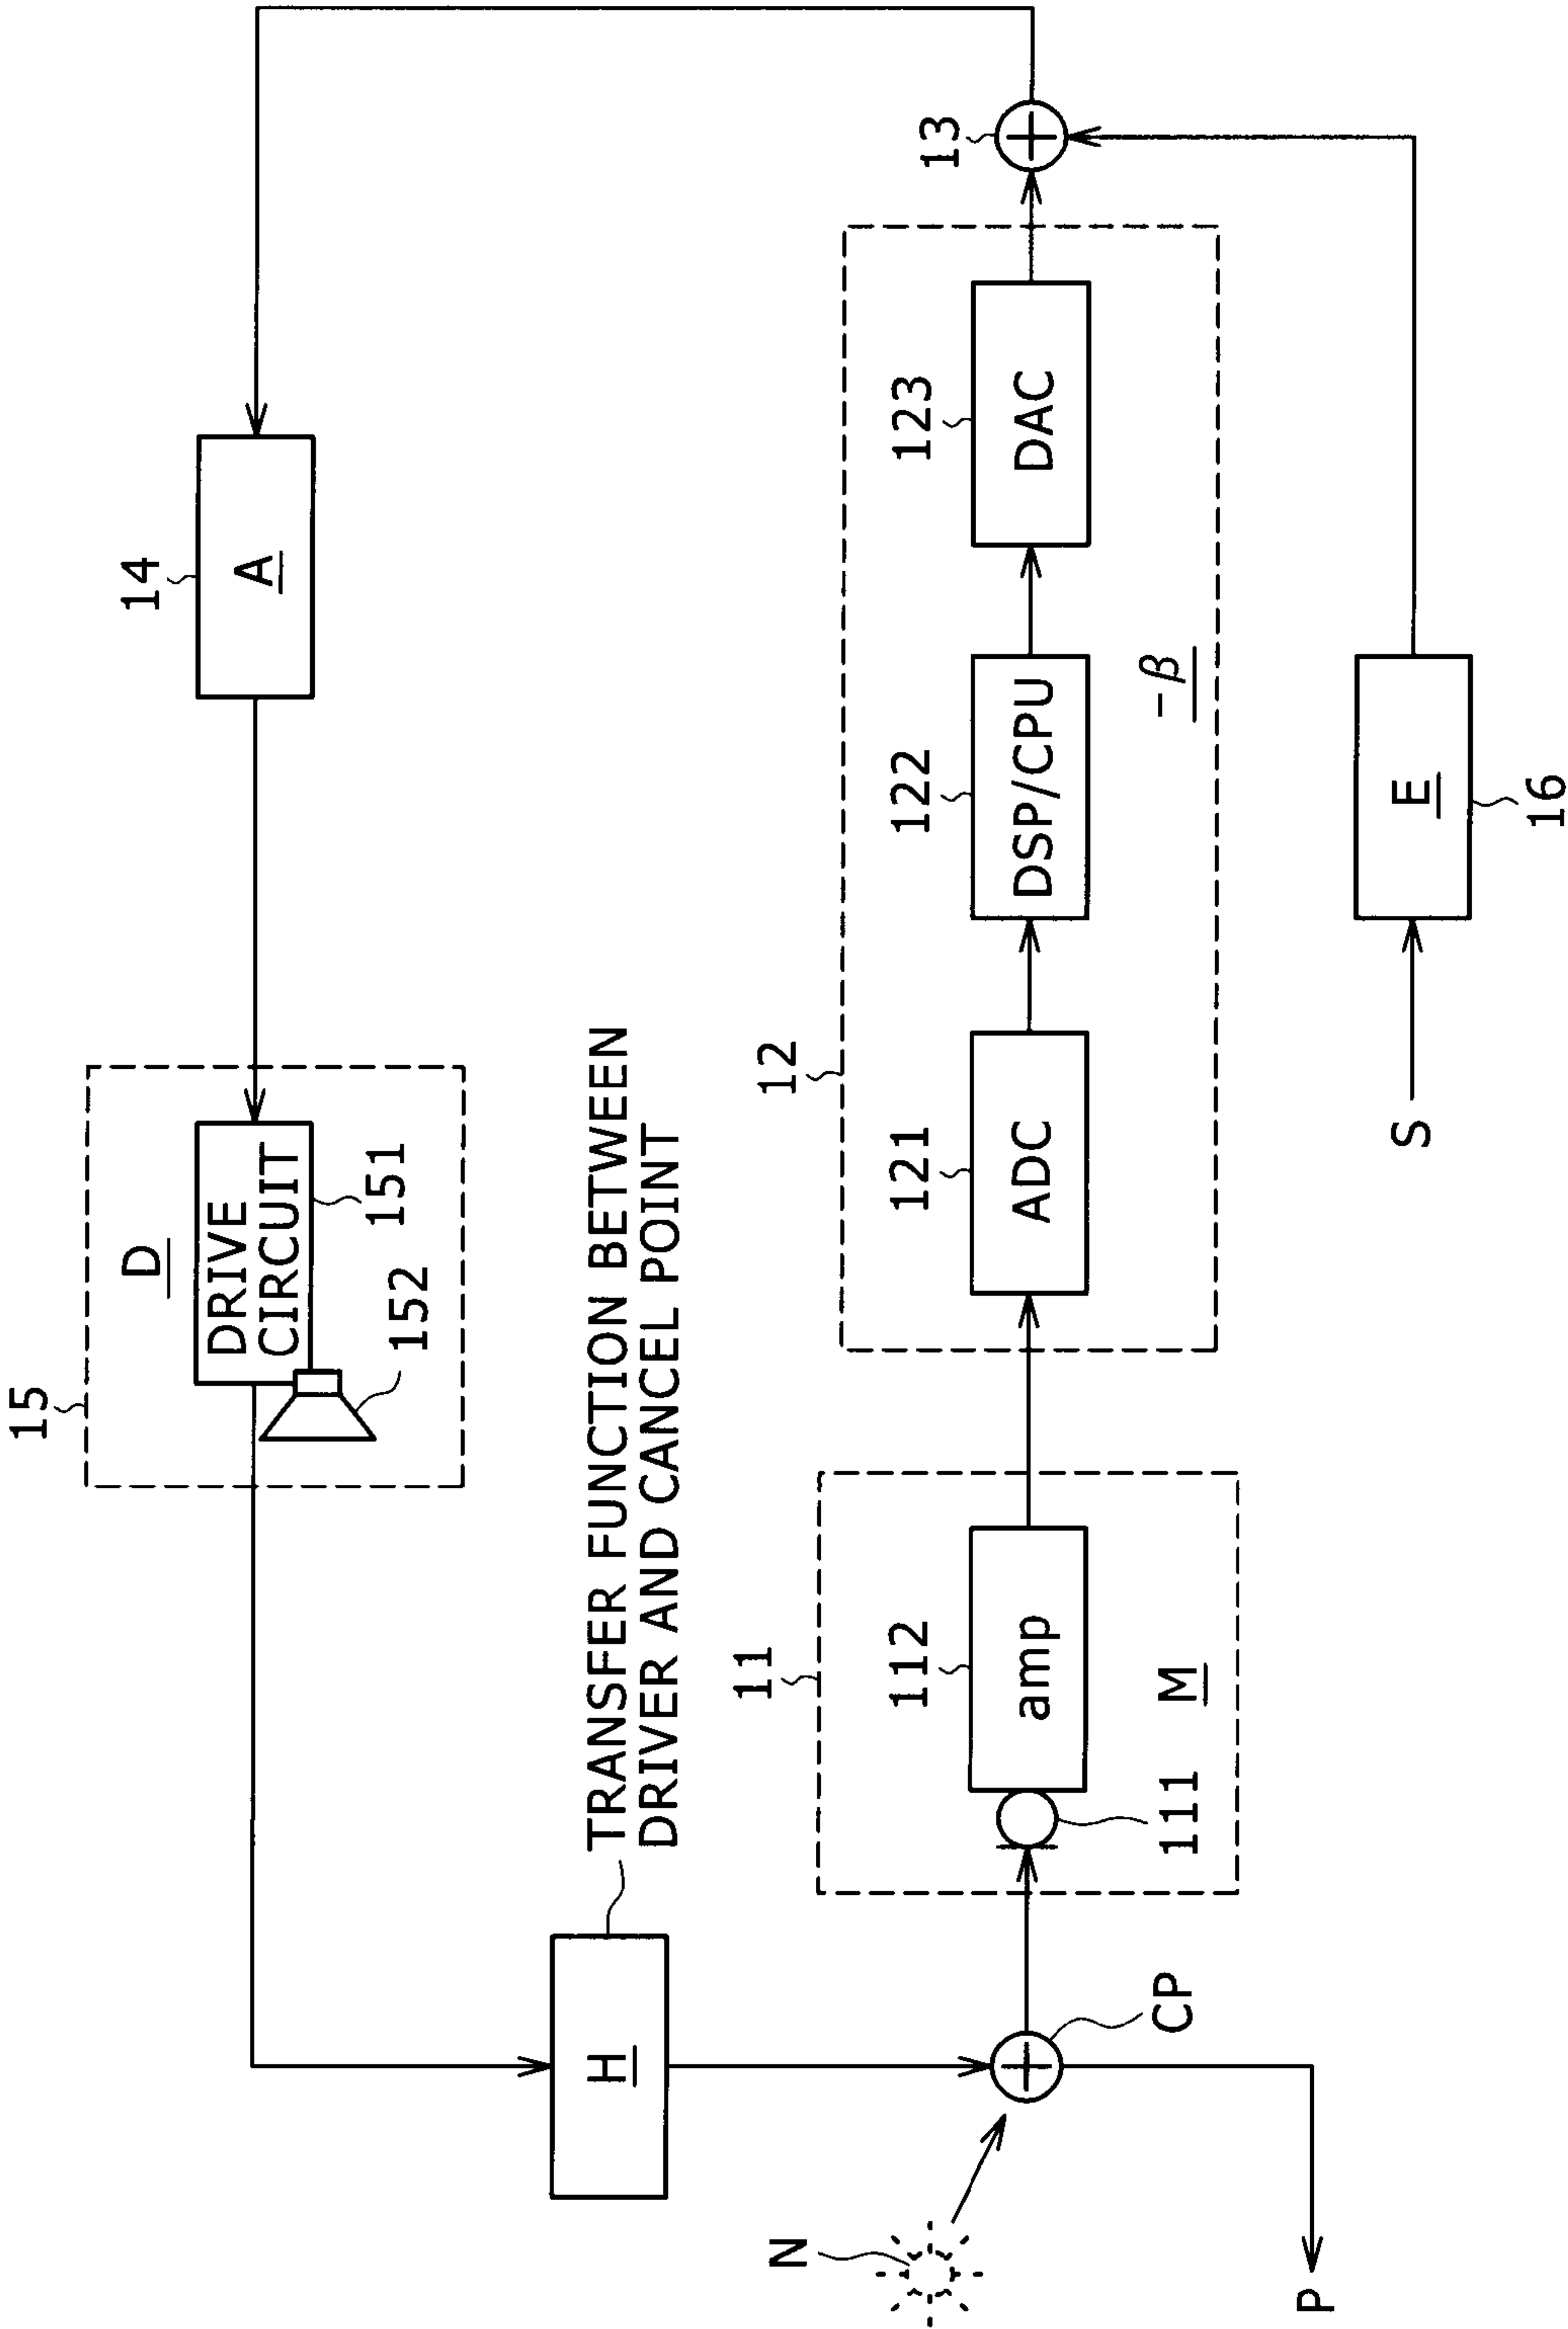 15
D
DRIVE
CIRCUIT
151
152
14
A
TRANSFER FUNCTION BETWEEN
DRIVER AND CANCEL POINT
H
N
CP
P
11
111
112
amp
M
12
121
ADC
122
DSP/CPU
123
DAC
-β
13
S
E
16